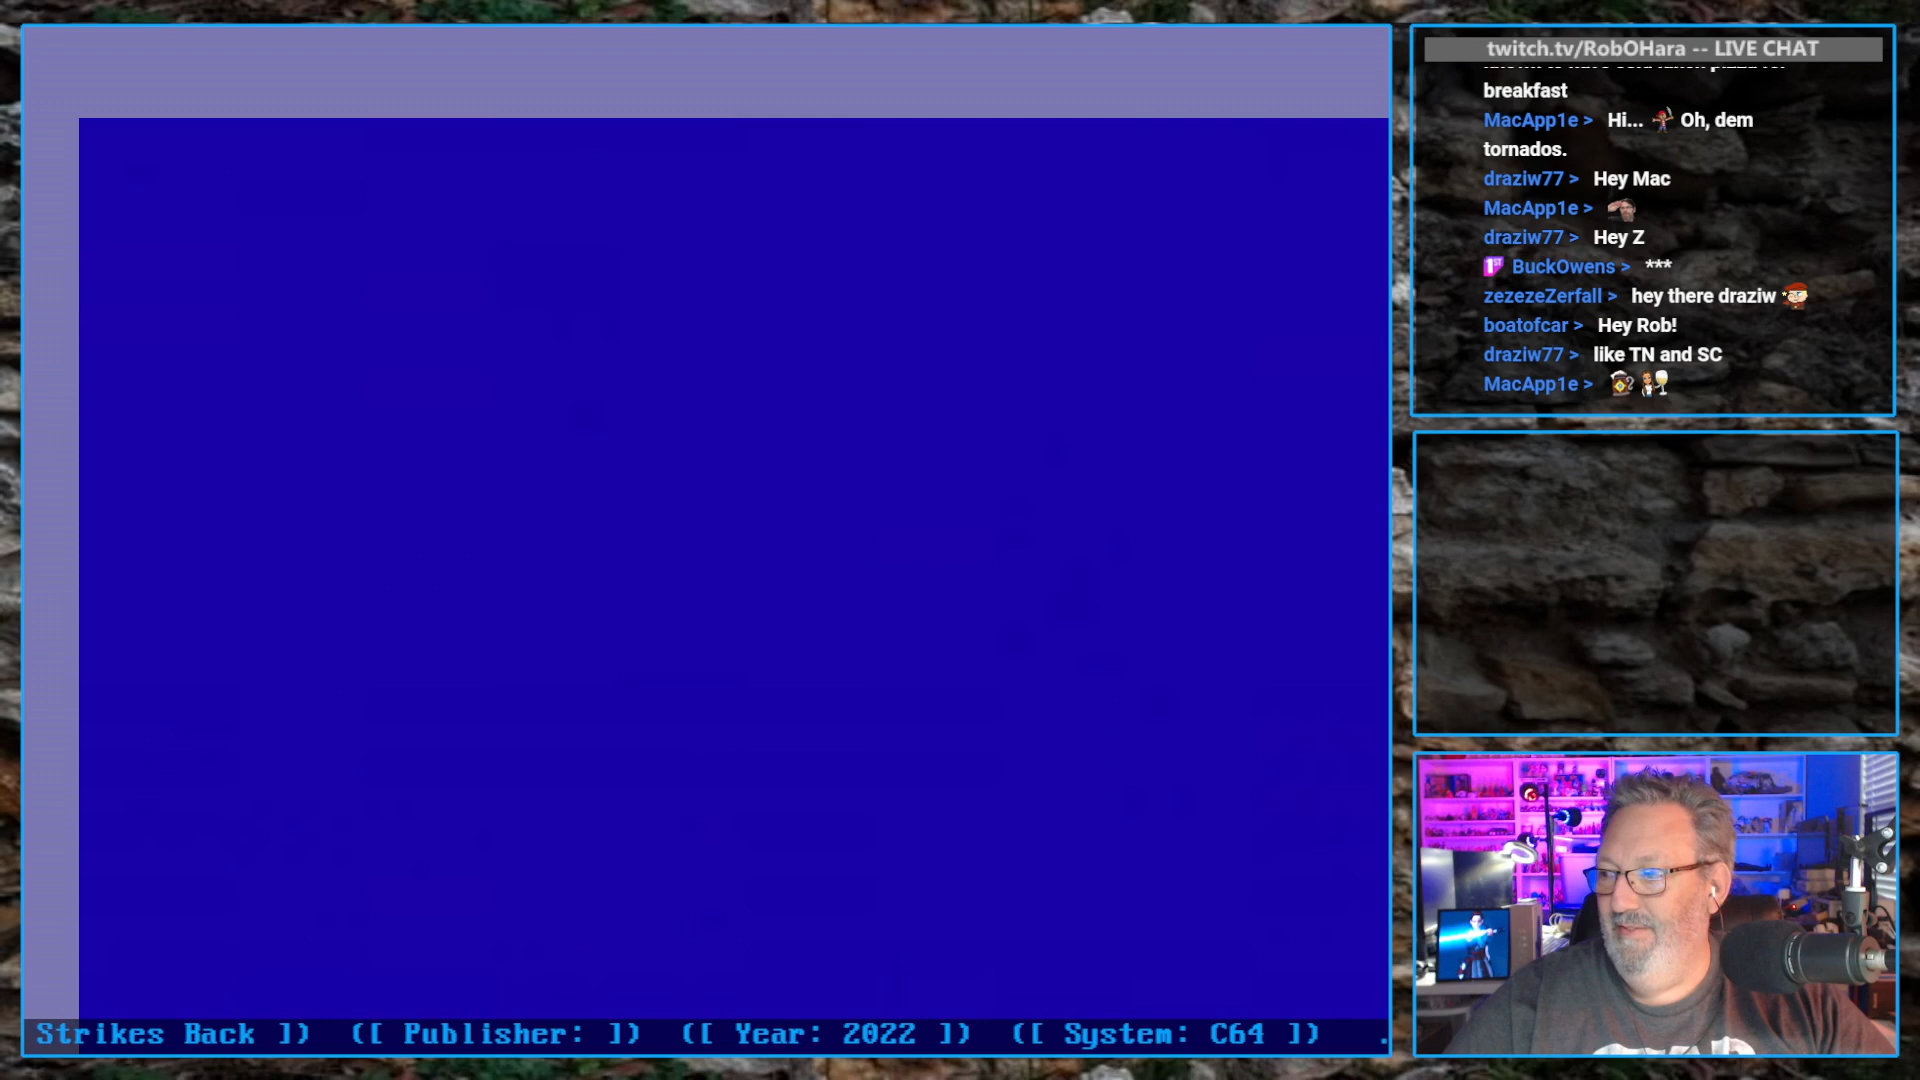 twitch.tv/RobOHara -- LIVE CHAT
breakfast
MacApp1e > Hi... Oh, dem
tornados.
draziw77 > Hey Mac
MacApp1e >
draziw77 > Hey Z
1ST BuckOwens > ***
zezezeZerfall > hey there draziw
boatofcar > Hey Rob!
draziw77 > like TN and SC
MacApp1e >
Strikes Back ]) ([ Publisher: ]) ([ Year: 2022 ]) ([ System: C64 ]) .